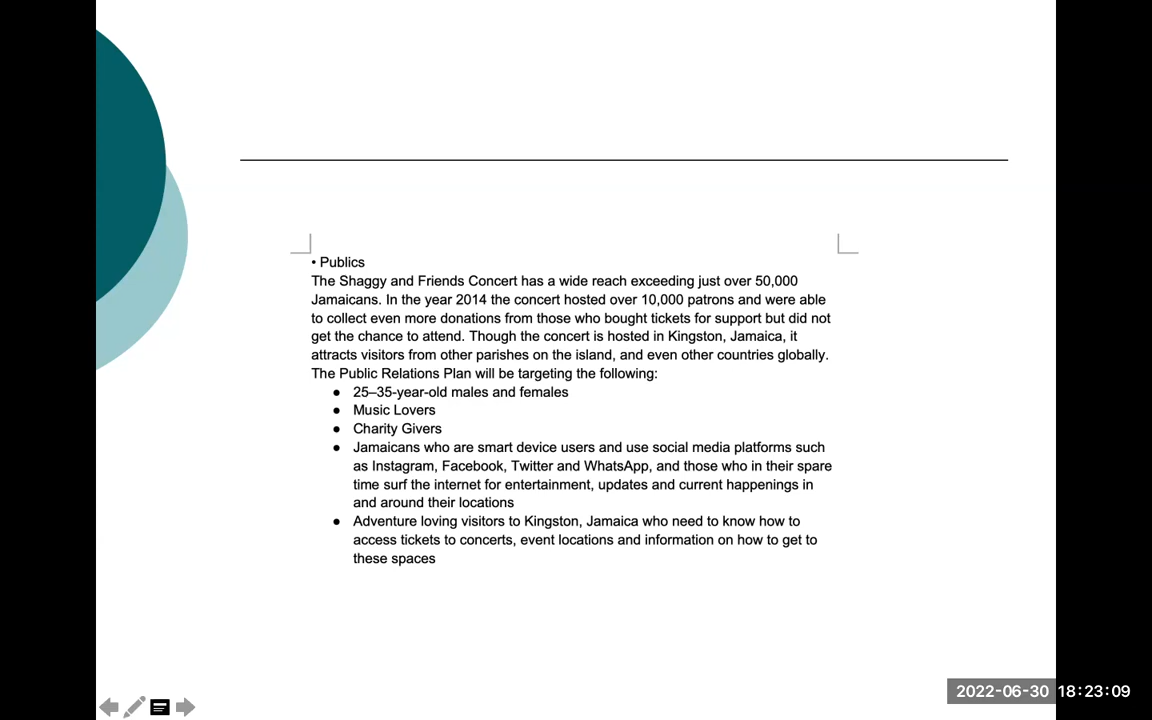 • Publics
The Shaggy and Friends Concert has a wide reach exceeding just over 50,000
Jamaicans. In the year 2014 the concert hosted over 10,000 patrons and were able
to collect even more donations from those who bought tickets for support but did not
get the chance to attend. Though the concert is hosted in Kingston, Jamaica, it
attracts visitors from other parishes on the island, and even other countries globally.
The Public Relations Plan will be targeting the following:
● 25–35-year-old males and females
● Music Lovers
● Charity Givers
● Jamaicans who are smart device users and use social media platforms such
as Instagram, Facebook, Twitter and WhatsApp, and those who in their spare
time surf the internet for entertainment, updates and current happenings in
and around their locations
● Adventure loving visitors to Kingston, Jamaica who need to know how to
access tickets to concerts, event locations and information on how to get to
these spaces
2022-06-30 18:23:09